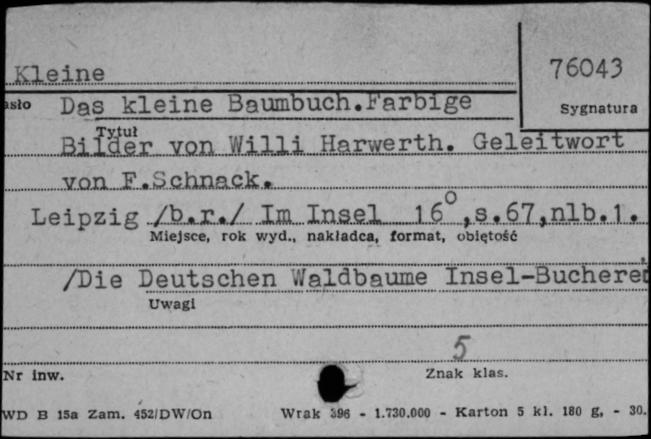 Kleine
76043
asło Das kleine Baumbuch.Farbige
Sygnatura
Tytuł
Bilder von Willi Harwerth. Geleitwort
von F.Schnack.
Leipzig /b.r./ Im Insel 16°,s.67,nlb.1.
Miejsce, rok wyd., nakładca, format, objętość
/Die Deutschen Waldbaume Insel-Bucherei
Uwagi
5
Nr inw.
Znak klas.
WD B 15a Zam. 452/DW/On Wrak 396 - 1.730.000 - Karton 5 kl. 180 g, - 30.